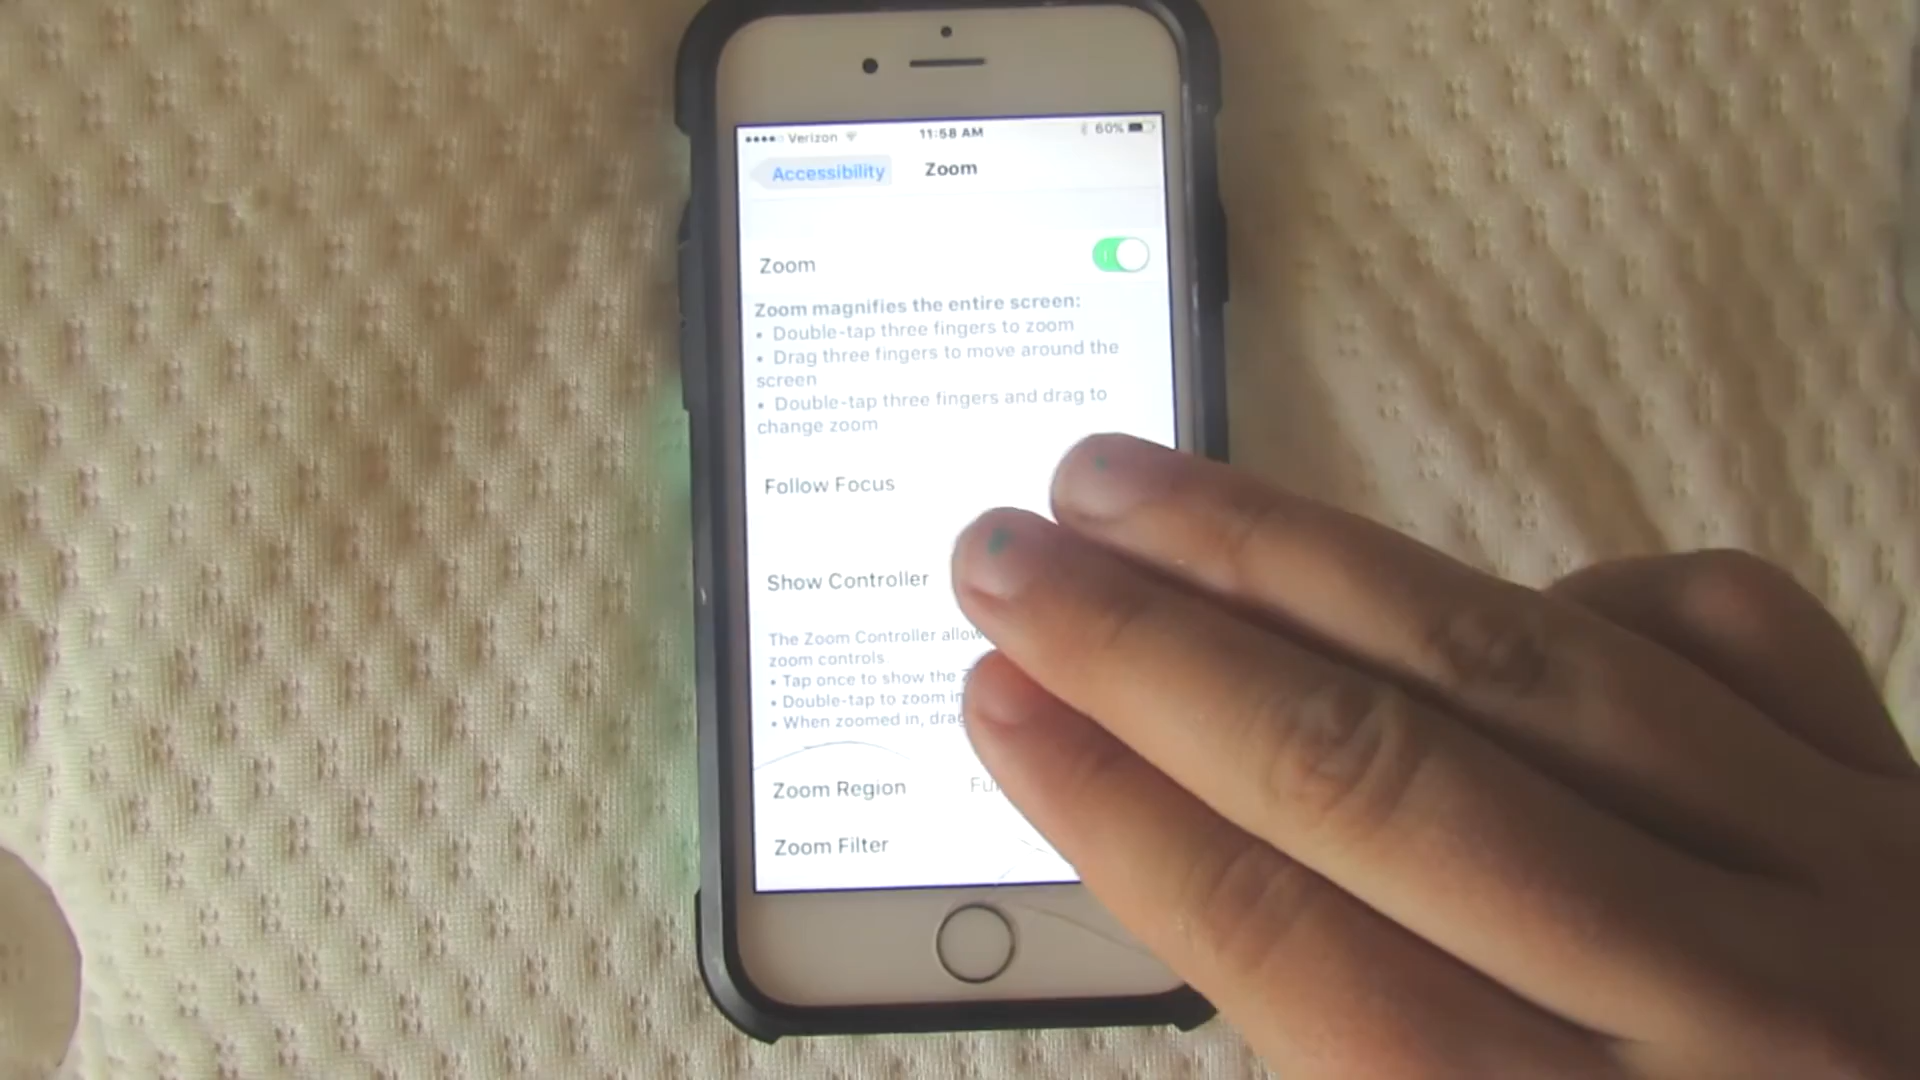 Verizon 11:58 AM 60%
Accessibility Zoom
Zoom
Zoom magnifies the entire screen:
• Double-tap three fingers to zoom
• Drag three fingers to move around the
screen
• Double-tap three fingers and drag to
change zoom
Follow Focus
Show Controller
The Zoom Controller allow
zoom controls
• Tap once to show the
• Double-tap to zoom in
• When zoomed in, drag
Zoom Region
Zoom Filter